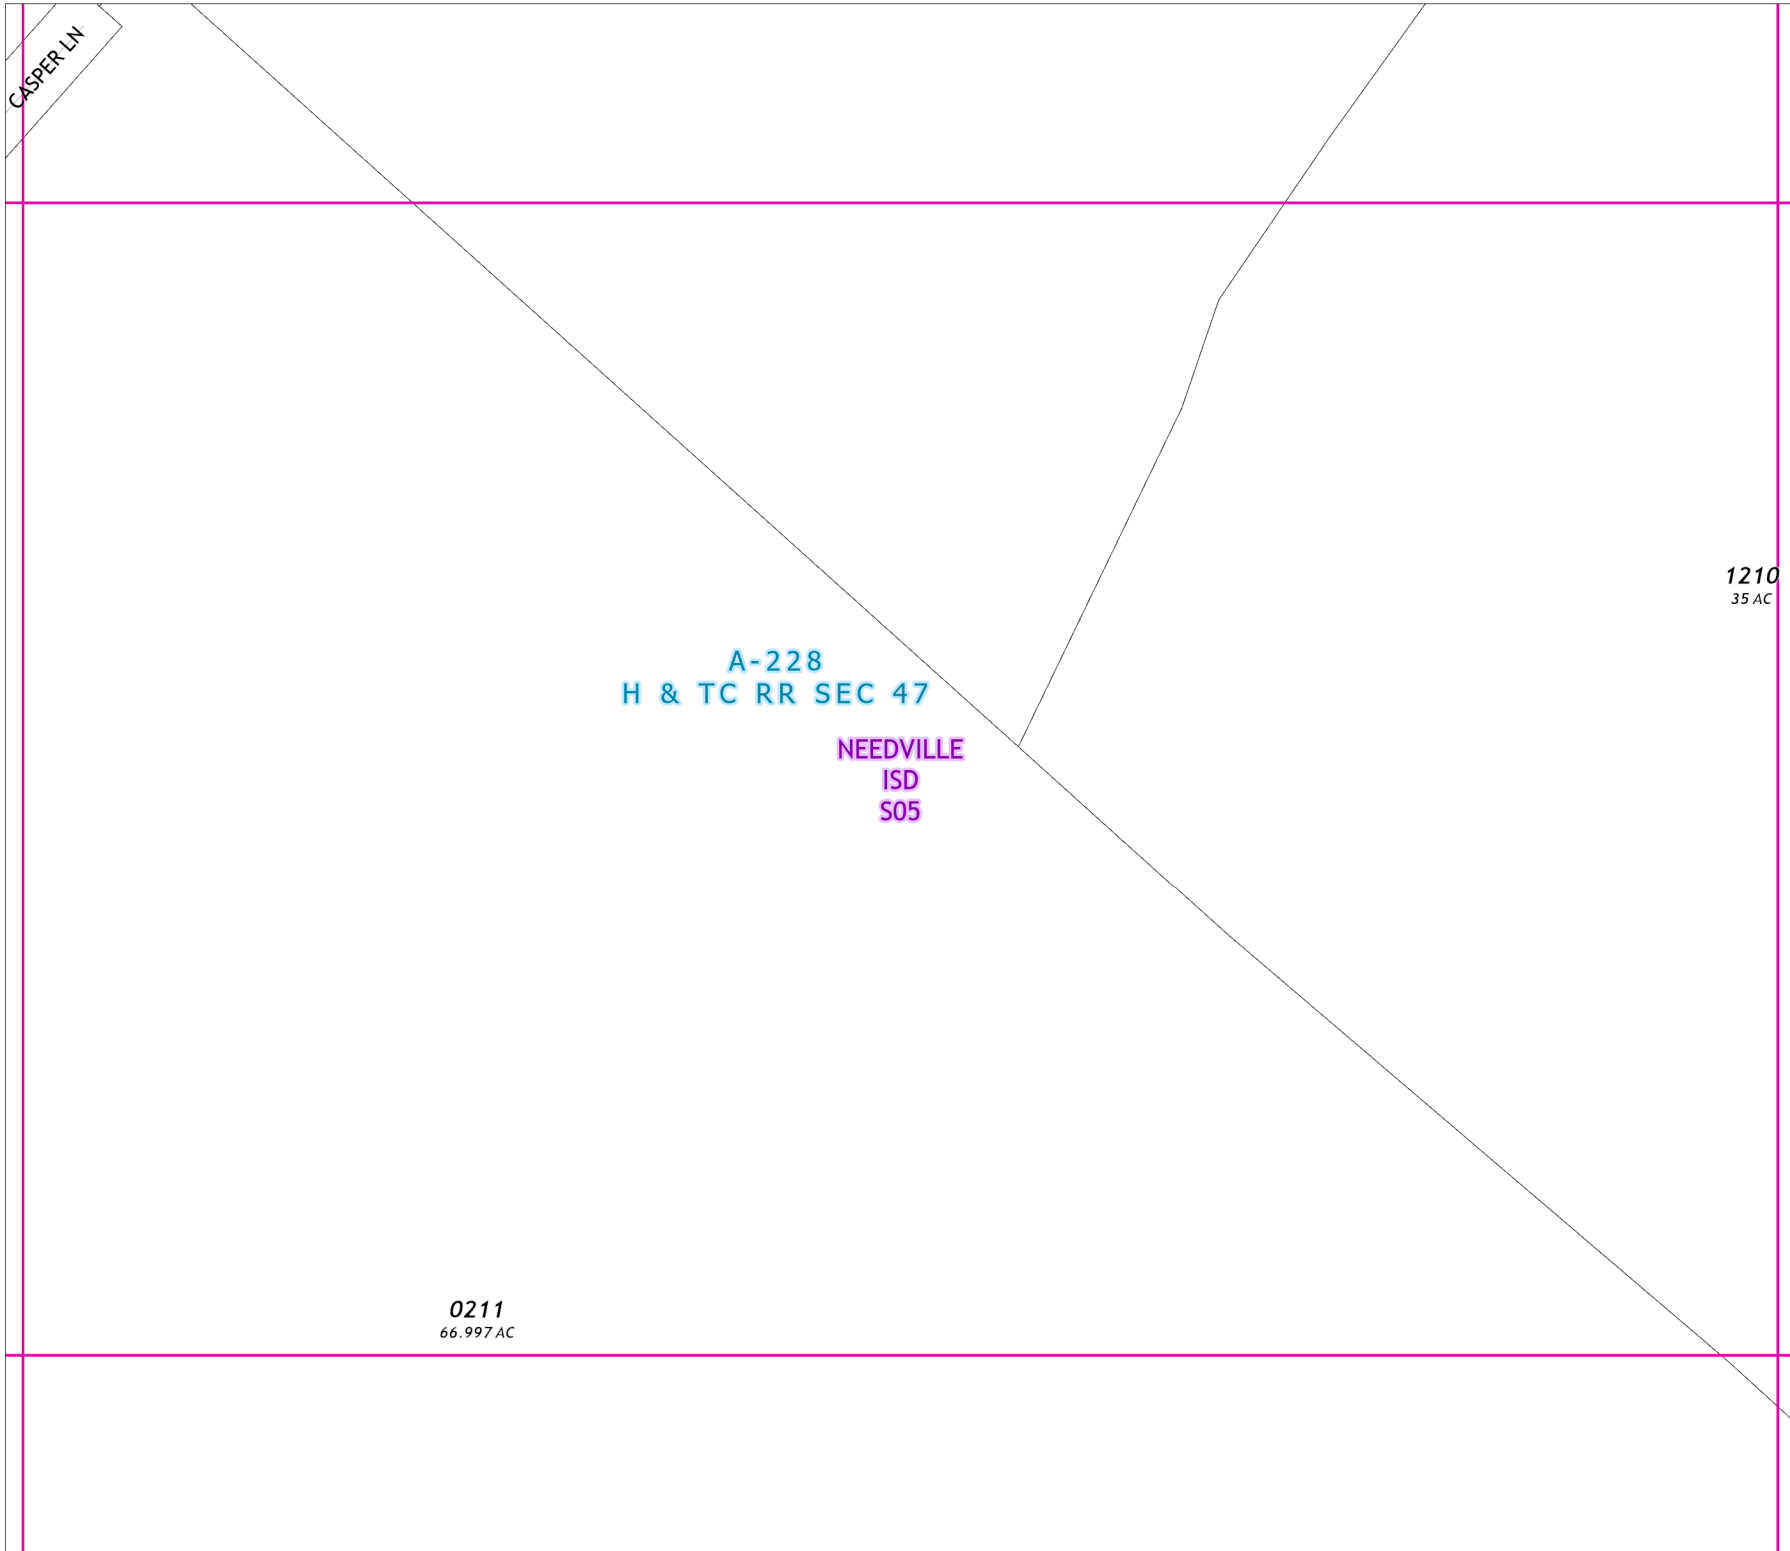 CASPER LN
1210
35 AC
A-228
H & TC RR SEC 47
NEEDVILLE
ISD
S05
0211
66.997 AC